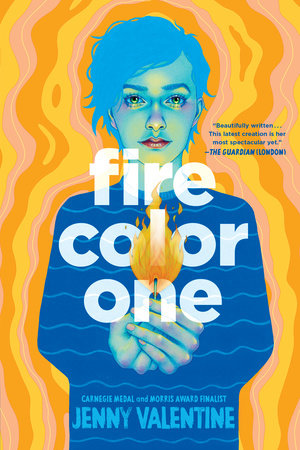 "Beautifully written...
This latest creation is her
most spectacular yet."
—THE GUARDIAN (LONDON)
fire
color
one
CARNEGIE MEDAL and MORRIS AWARD FINALIST
JENNY VALENTINE